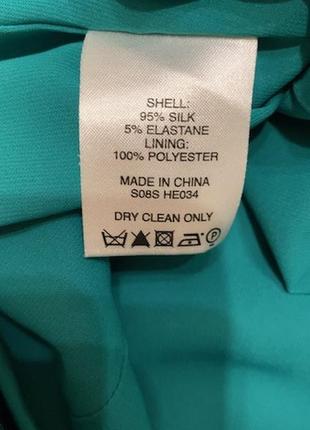 SHELL:
95% SILK
5% ELASTANE
LINING:
100% POLYESTER
MADE IN CHINA
S08S HE034
DRY CLEAN ONLY
P